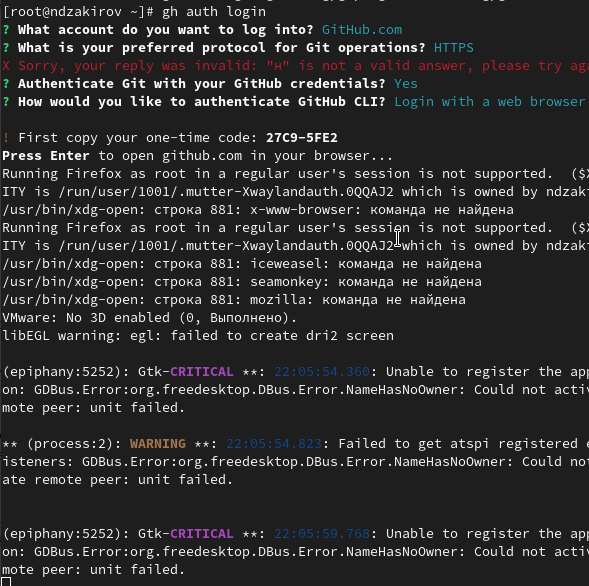 [root@ndzakirov ~]# gh auth login
? What account do you want to log into? GitHub.com
? What is your preferred protocol for Git operations? HTTPS
X Sorry, your reply was invalid: "н" is not a valid answer, please try aga
? Authenticate Git with your GitHub credentials? Yes
? How would you like to authenticate GitHub CLI? Login with a web browser
! First copy your one-time code: 27C9-5FE2
Press Enter to open github.com in your browser...
Running Firefox as root in a regular user's session is not supported.  ($X
ITY is /run/user/1001/.mutter-Xwaylandauth.0QQAJ2 which is owned by ndzaki
/usr/bin/xdg-open: строка 881: x-www-browser: команда не найдена
Running Firefox as root in a regular user's session is not supported.  ($X
ITY is /run/user/1001/.mutter-Xwaylandauth.0QQAJ2 which is owned by ndzaki
/usr/bin/xdg-open: строка 881: iceweasel: команда не найдена
/usr/bin/xdg-open: строка 881: seamonkey: команда не найдена
/usr/bin/xdg-open: строка 881: mozilla: команда не найдена
VMware: No 3D enabled (0, Выполнено).
libEGL warning: egl: failed to create dri2 screen
(epiphany:5252): Gtk-CRITICAL **: 22:05:54.360: Unable to register the app
on: GDBus.Error:org.freedesktop.DBus.Error.NameHasNoOwner: Could not activ
mote peer: unit failed.
** (process:2): WARNING **: 22:05:54.823: Failed to get atspi registered e
isteners: GDBus.Error:org.freedesktop.DBus.Error.NameHasNoOwner: Could not
ate remote peer: unit failed.
(epiphany:5252): Gtk-CRITICAL **: 22:05:59.768: Unable to register the app
on: GDBus.Error:org.freedesktop.DBus.Error.NameHasNoOwner: Could not activ
mote peer: unit failed.